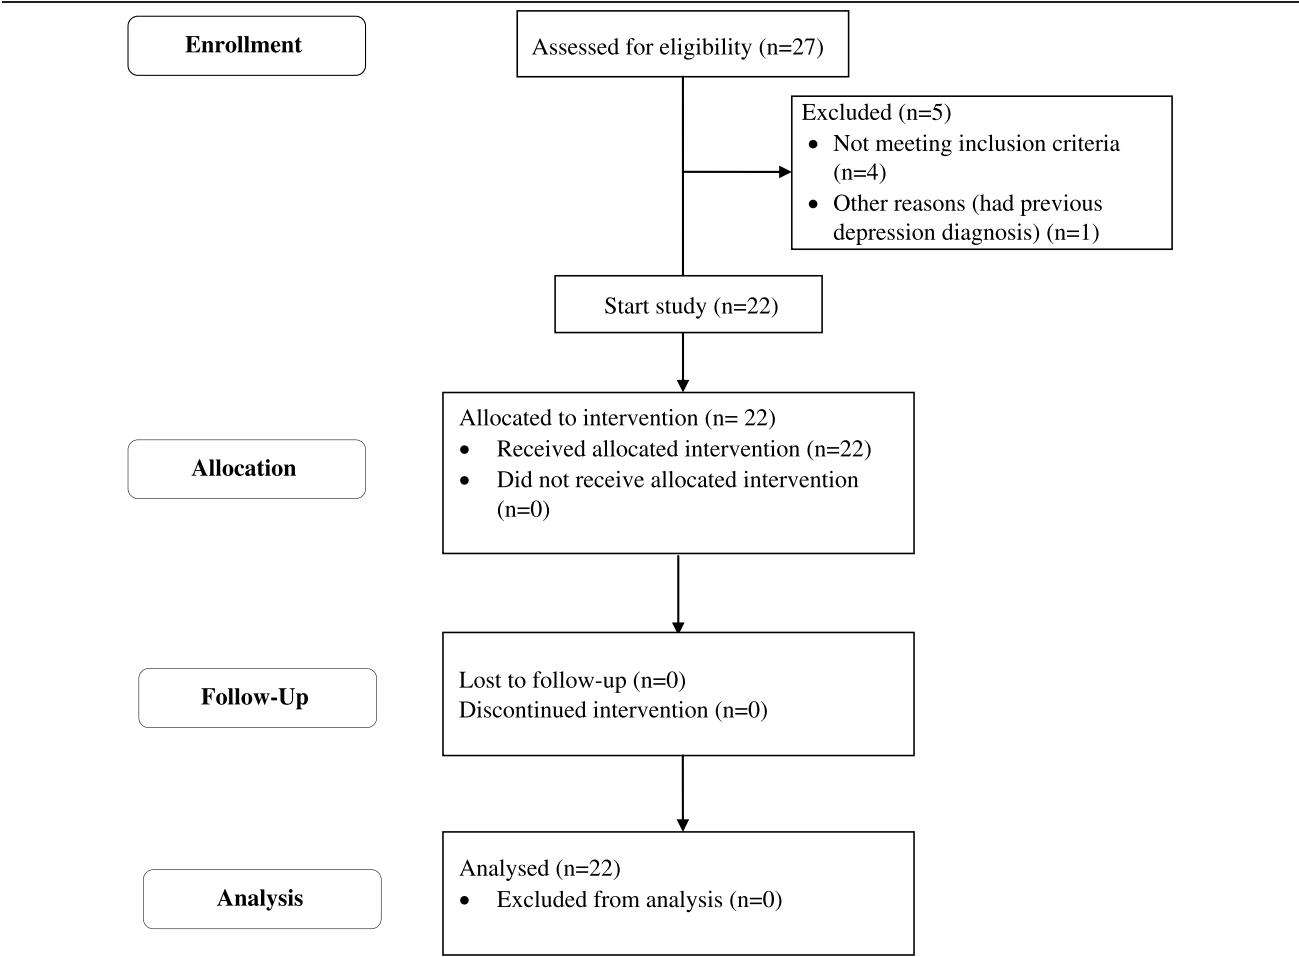 Enrollment
Assessed for eligibility (n=27)
Excluded (n=5)
• Not meeting inclusion criteria
(n=4)
• Other reasons (had previous
depression diagnosis) (n=1)
Start study (n=22)
Allocation
Allocated to intervention (n= 22)
• Received allocated intervention (n=22)
• Did not receive allocated intervention
(n=0)
Follow-Up
Lost to follow-up (n=0)
Discontinued intervention (n=0)
Analysis
Analysed (n=22)
• Excluded from analysis (n=0)